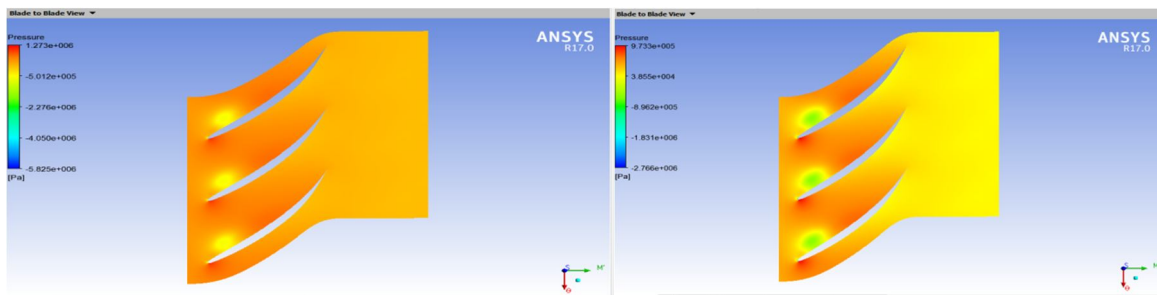 Blade to Blade View
Pressure
1.273e+006
-5.012e+005
-2.276e+006
-4.050e+006
-5.825e+006
[Pa]
ANSYS
R17.0
S
M'
Θ
Blade to Blade View
Pressure
9.733e+005
3.855e+004
-8.962e+005
-1.831e+006
-2.766e+006
[Pa]
ANSYS
R17.0
S
Θ